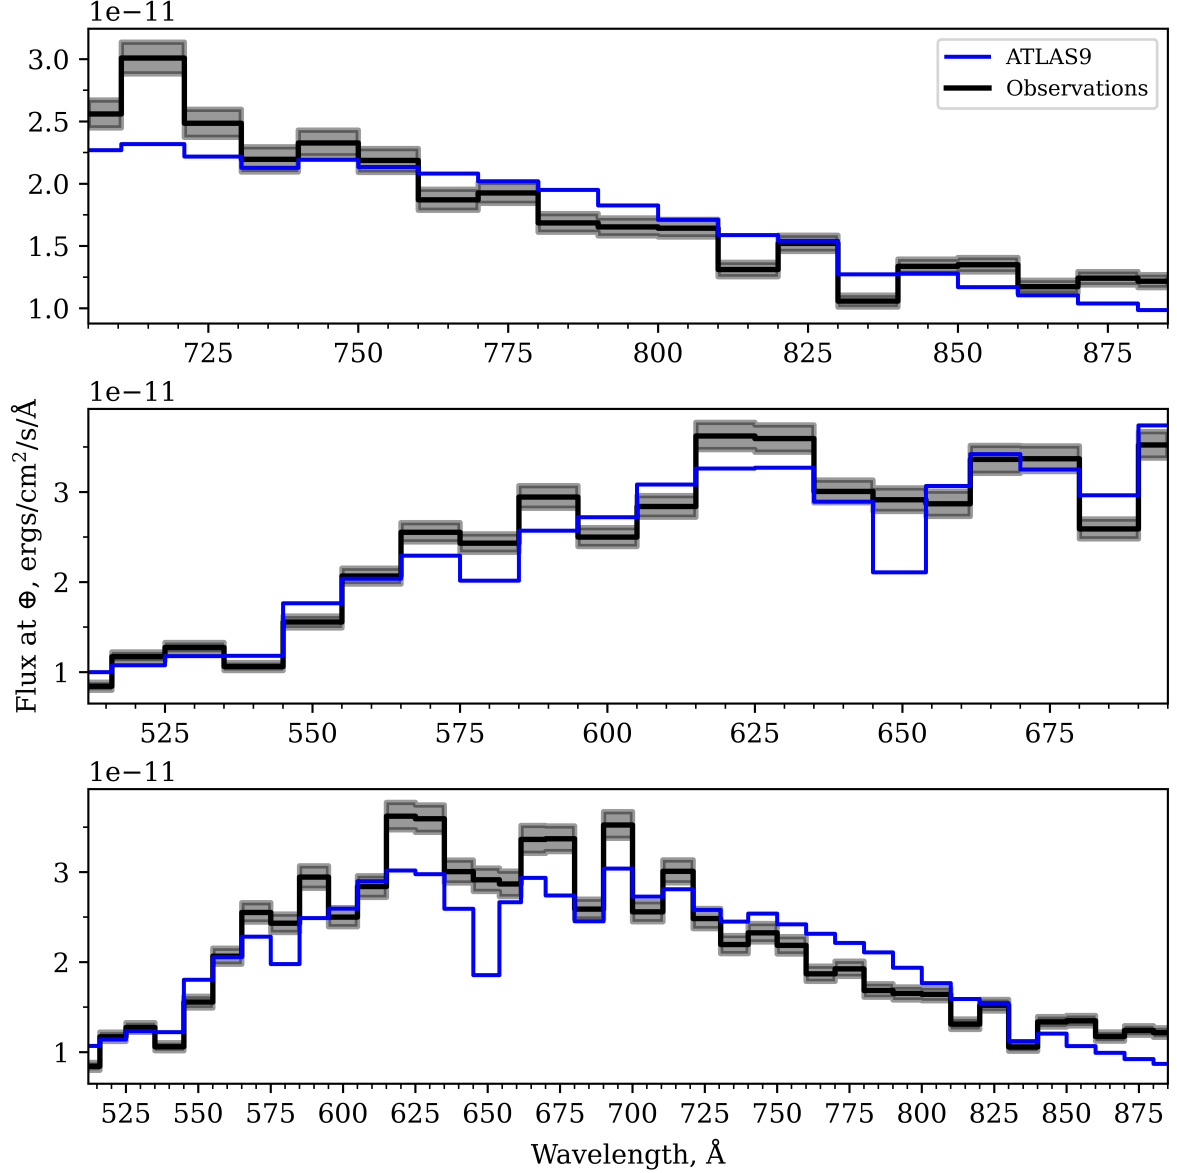 1e−11
3.0
2.5
2.0
1.5
1.0
ATLAS9
Observations
725 750 775 800 825 850 875
1e−11
3
2
1
525 550 575 600 625 650 675
Flux at ⊕, ergs/cm²/s/Å
1e−11
3
2
1
525 550 575 600 625 650 675 700 725 750 775 800 825 850 875
Wavelength, Å